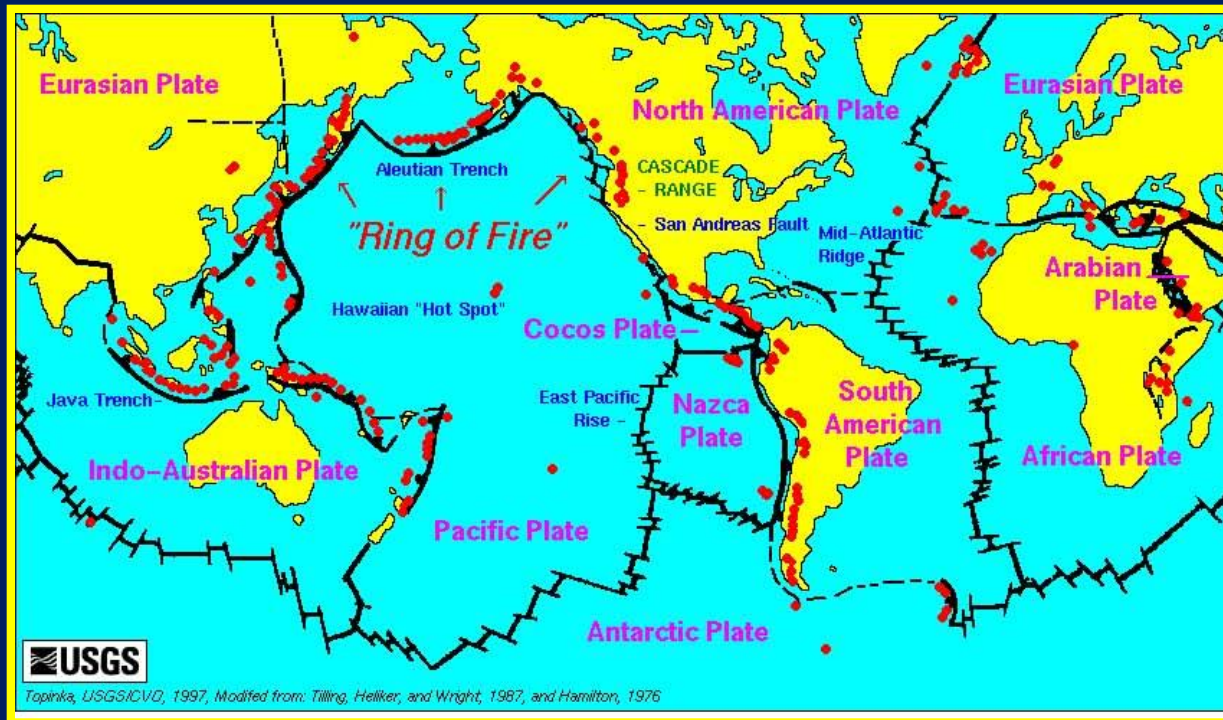 Eurasian Plate
North American Plate
Eurasian Plate
Aleutian Trench
CASCADE
- RANGE
"Ring of Fire"
- San Andreas Fault
Mid-Atlantic
Ridge
Arabian
Plate
Hawaiian "Hot Spot"
Cocos Plate -
Java Trench-
East Pacific
Rise -
Nazca
Plate
South
American
Plate
Indo-Australian Plate
African Plate
Pacific Plate
Antarctic Plate
USGS
Topinka, USGS/CVO, 1997, Modified from: Tilling, Heliker, and Wright, 1987, and Hamilton, 1976